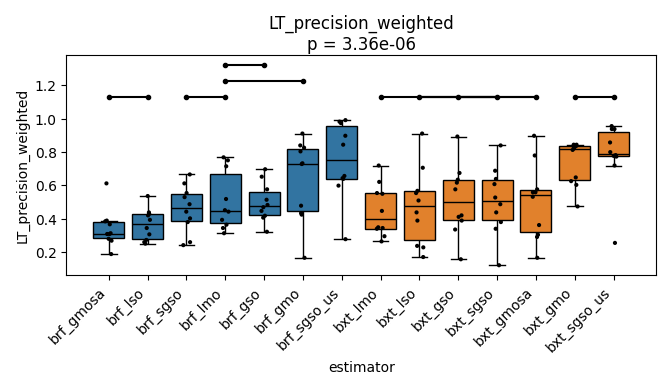 LT_precision_weighted
p = 3.36e-06
LT_precision_weighted
1.2
1.0
0.8
0.6
0.4
0.2
brf_gmosa
brf_lso
brf_sgso
brf_lmo
brf_gso
brf_gmo
brf_sgso_us
bxt_lmo
bxt_lso
bxt_gso
bxt_sgso
bxt_gmosa
bxt_gmo
bxt_sgso_us
estimator